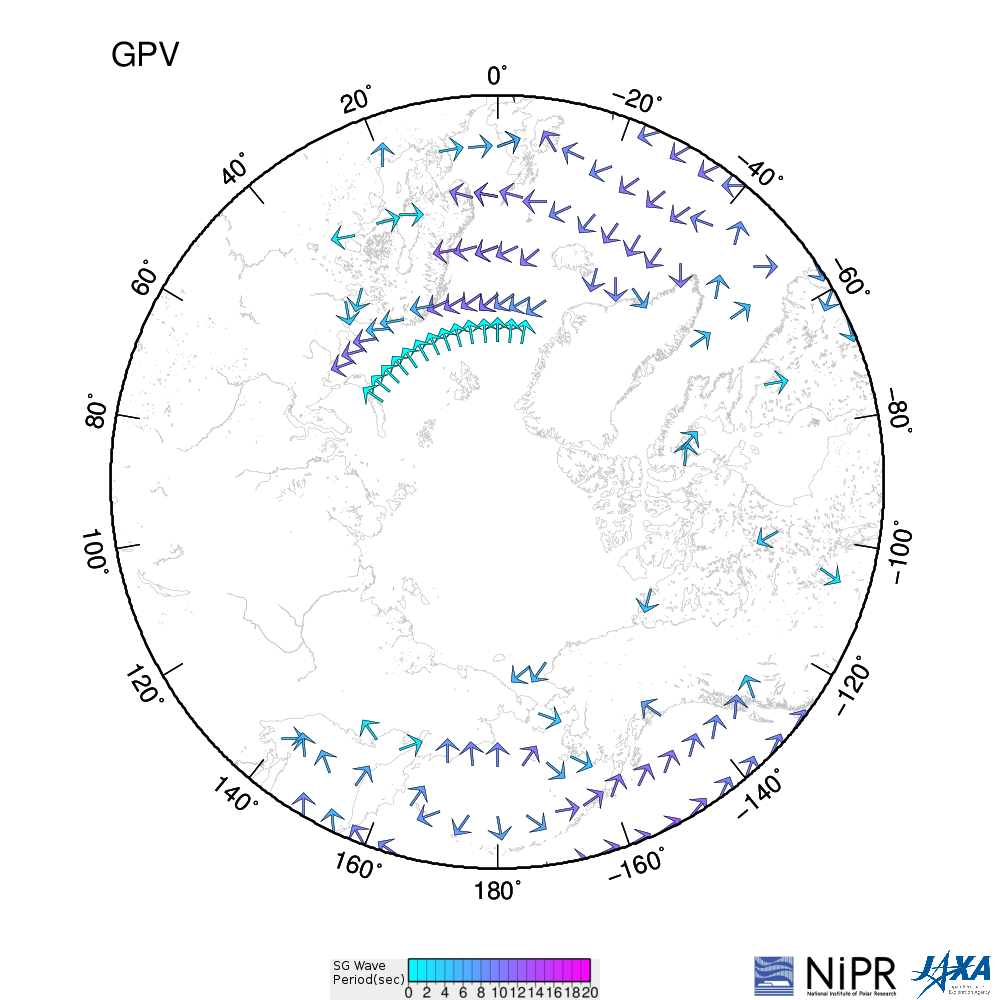 GPV
0°
20°
−20°
40°
−40°
60°
−60°
80°
−80°
100°
−100°
120°
−120°
140°
−140°
160°
−160°
180°
SG Wave
Period(sec)
0 2 4 6 8 10 12 14 16 18 20
NiPR
National Institute of Polar Research
JAXA
Exploration Agency